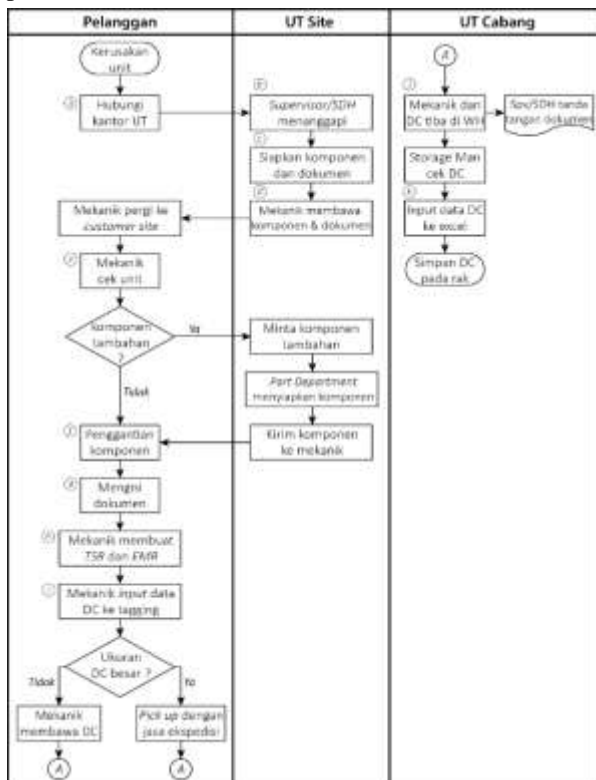 Pelanggan
UT Site
UT Cabang
Kerusakan
unit
Hubungi
kantor UT
Supervisor/SDH
menanggapi
Siapkan komponen
dan dokumen
Mekanik membawa
komponen & dokumen
Mekanik pergi ke
customer site
Mekanik
cek unit
komponen
tambahan
?
Ya
Tidak
Minta komponen
tambahan
Part Department
menyiapkan komponen
Kirim komponen
ke mekanik
Penggantian
komponen
Mengisi
dokumen
Mekanik membuat
TSR dan EMR
Mekanik input data
DC ke tagging
Ukuran
DC besar ?
Tidak
Ya
Mekanik
membawa DC
Pick up dengan
jasa ekspedisi
A
A
A
Mekanik dan
DC tiba di WH
Spv/SDH tanda
tangan dokumen
Storage Man
cek DC
Input data DC
ke excel
Simpan DC
pada rak